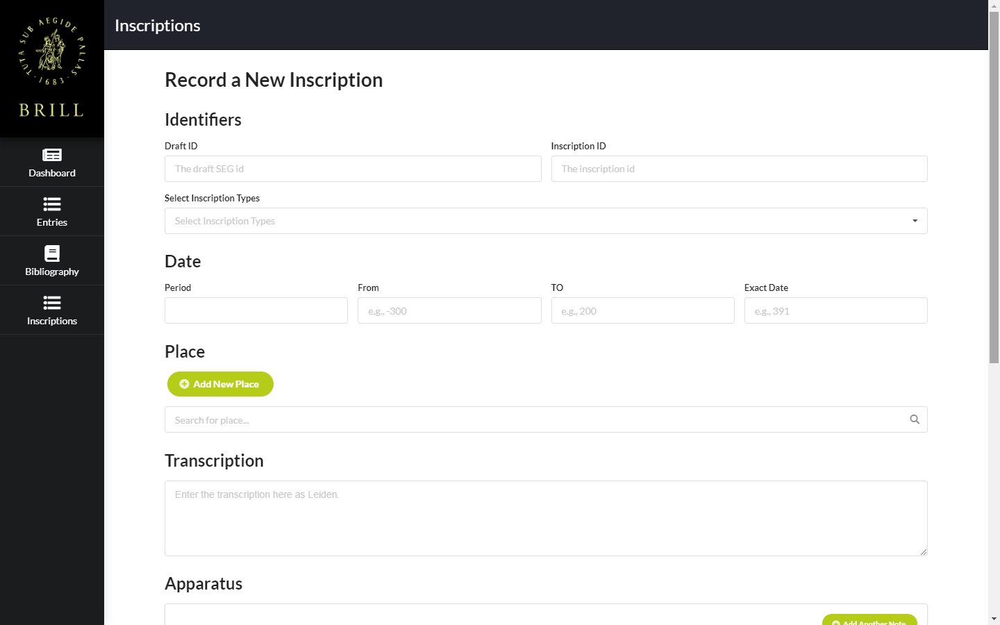 TUTA SUB AEGIDE PALLAS · 1683 ·
BRILL
Dashboard
Entries
Bibliography
Inscriptions
Inscriptions
Record a New Inscription
Identifiers
Draft ID
Inscription ID
The draft SEG id
The inscription id
Select Inscription Types
Select Inscription Types
Date
Period
From
TO
Exact Date
e.g., -300
e.g., 200
e.g., 391
Place
Add New Place
Search for place...
Transcription
Enter the transcription here as Leiden.
Apparatus
Add Another Note